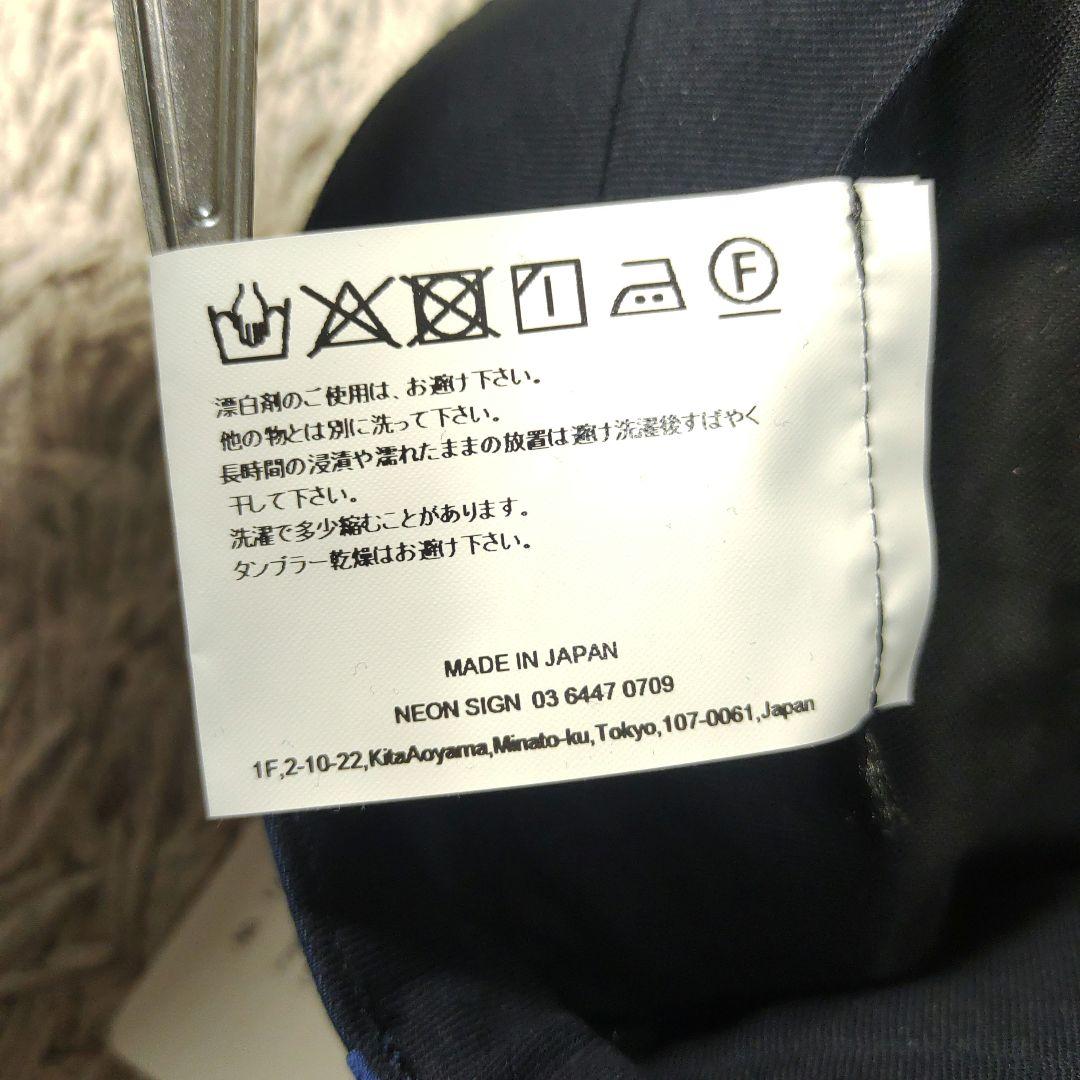 F
漂白剤のご使用は、お避け下さい。
他の物とは別に洗って下さい。
長時間の浸漬や濡れたままの放置は避け洗濯後すばやく
干して下さい。
洗濯で多少縮むことがあります。
タンブラー乾燥はお避け下さい。
MADE IN JAPAN
NEON SIGN 03 6447 0709
1F,2-10-22,KitaAoyama,Minato-ku,Tokyo,107-0061,Japan